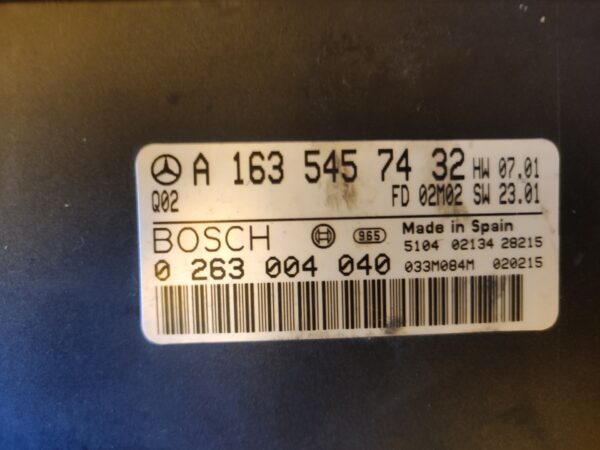 A 163 545 74 32 HW 07.01
Q02 FD 02M02 SW 23.01
BOSCH 965 Made in Spain
5104 02134 28215
0 263 004 040 033M084M 020215